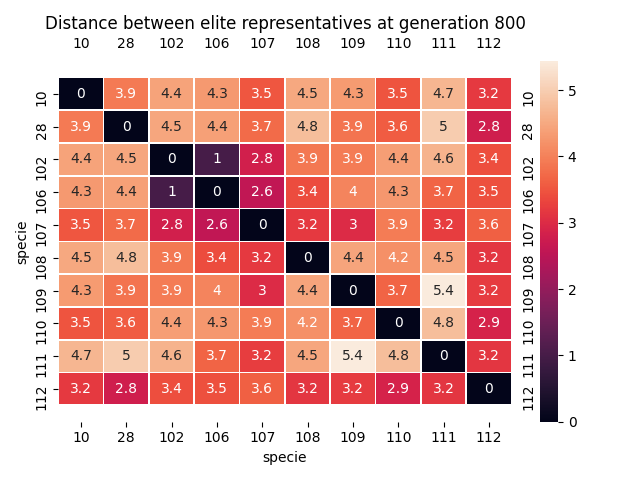 Distance between elite representatives at generation 800
10 28 102 106 107 108 109 110 111 112
10 0 3.9 4.4 4.3 3.5 4.5 4.3 3.5 4.7 3.2 10
28 3.9 0 4.5 4.4 3.7 4.8 3.9 3.6 5 2.8 28
102 4.4 4.5 0 1 2.8 3.9 3.9 4.4 4.6 3.4 102
106 4.3 4.4 1 0 2.6 3.4 4 4.3 3.7 3.5 106
107 3.5 3.7 2.8 2.6 0 3.2 3 3.9 3.2 3.6 107
108 4.5 4.8 3.9 3.4 3.2 0 4.4 4.2 4.5 3.2 108
109 4.3 3.9 3.9 4 3 4.4 0 3.7 5.4 3.2 109
110 3.5 3.6 4.4 4.3 3.9 4.2 3.7 0 4.8 2.9 110
111 4.7 5 4.6 3.7 3.2 4.5 5.4 4.8 0 3.2 111
112 3.2 2.8 3.4 3.5 3.6 3.2 3.2 2.9 3.2 0 112
10 28 102 106 107 108 109 110 111 112
specie
specie
5
4
3
2
1
0